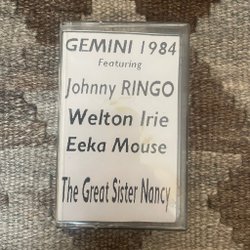 GEMINI 1984
Featuring
Johnny RINGO
Welton Irie
Eeka Mouse
The Great Sister Nancy